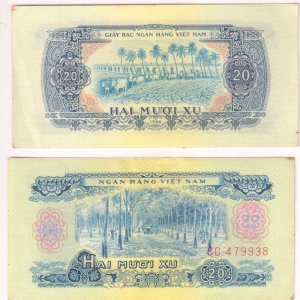 GIẤY BẠC NGÂN HÀNG VIỆT NAM
20 20
HAI MƯƠI XU
1966
NGÂN HÀNG VIỆT NAM
20
CC 479938
HAI MƯƠI XU 20